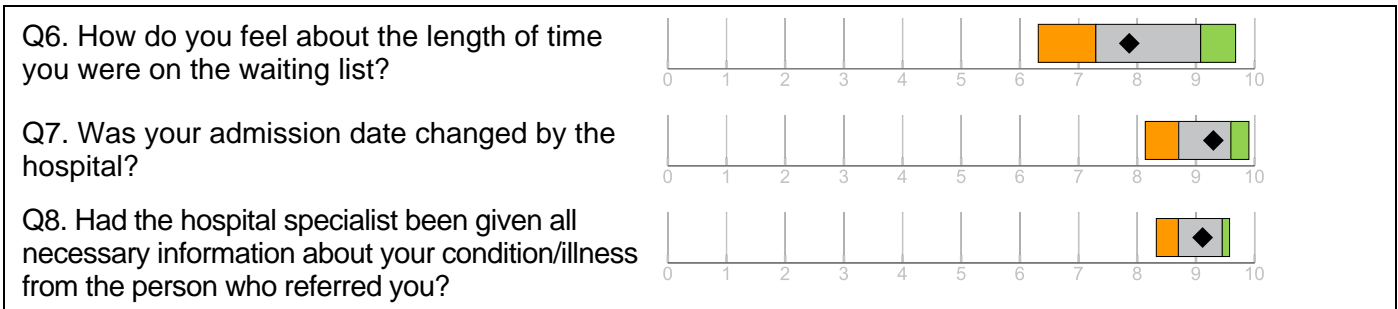 Q6. How do you feel about the length of time
you were on the waiting list?
0 1 2 3 4 5 6 7 8 9 10
Q7. Was your admission date changed by the
hospital?
0 1 2 3 4 5 6 7 8 9 10
Q8. Had the hospital specialist been given all
necessary information about your condition/illness
from the person who referred you?
0 1 2 3 4 5 6 7 8 9 10